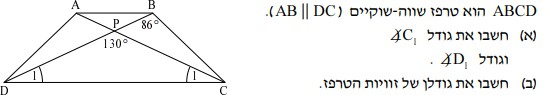 ABCD הוא טרפז שווה-שוקיים (AB || DC).
(א) חשבו את גודל ∢C₁
וגודל ∢D₁ .
(ב) חשבו את גודלן של זוויות הטרפז.
A B
P 86°
130°
1 1
D C